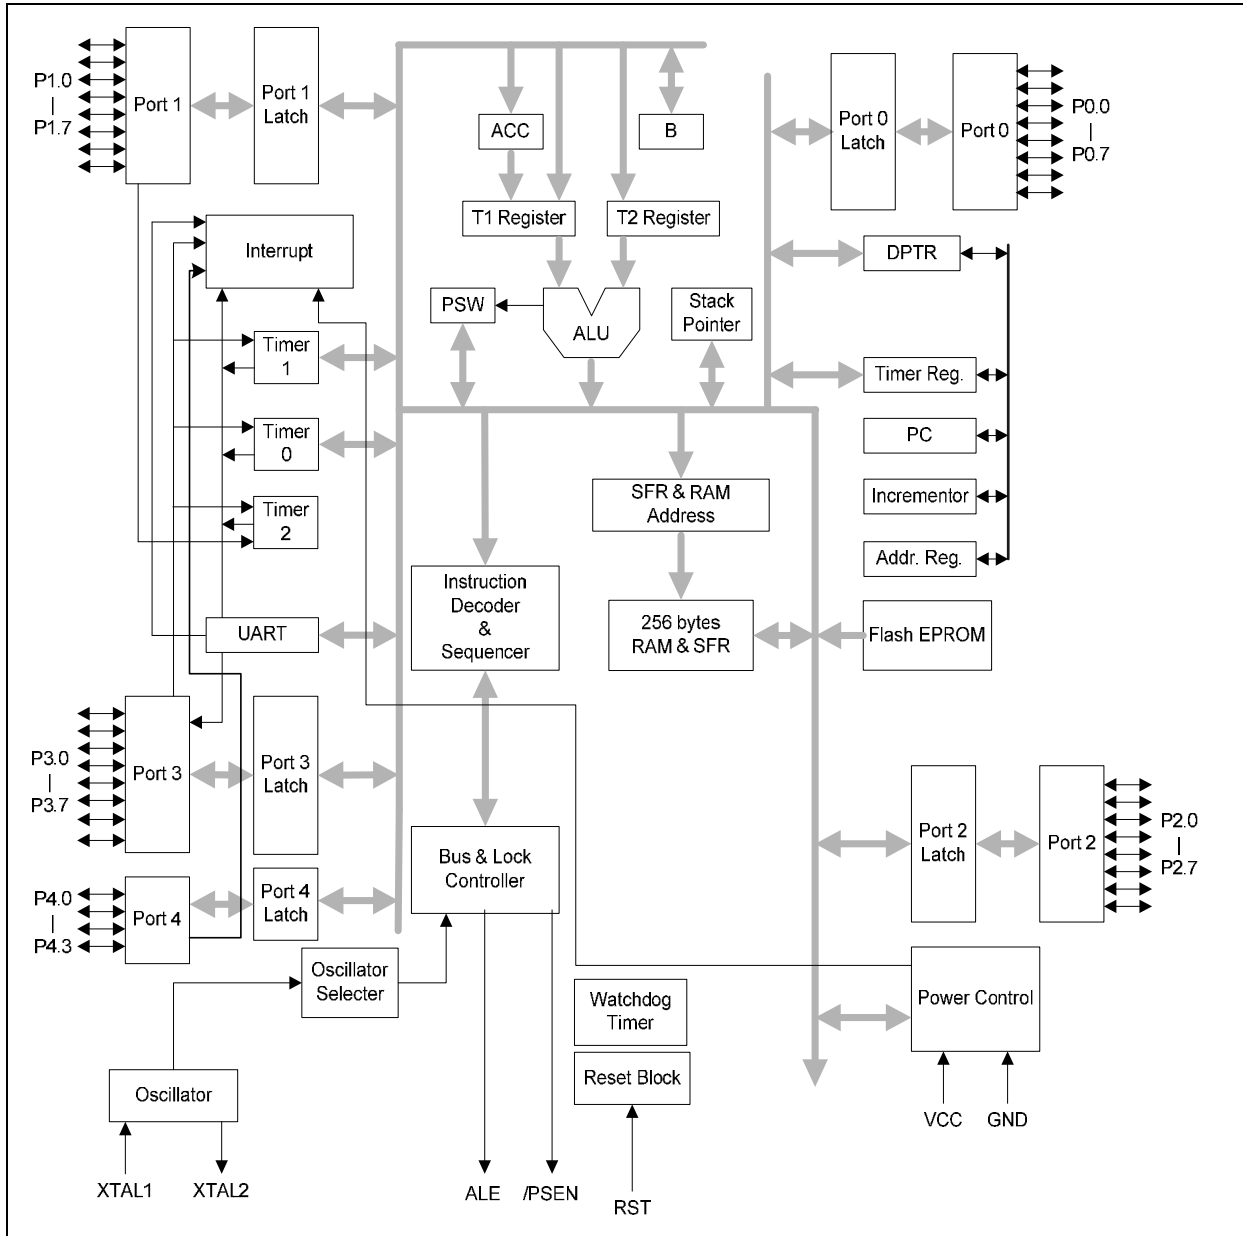 P1.0
|
P1.7
Port 1
Port 1
Latch
ACC
B
Port 0
Latch
Port 0
P0.0
|
P0.7
T1 Register
T2 Register
Interrupt
DPTR
PSW
ALU
Stack
Pointer
Timer
1
Timer Reg.
Timer
0
PC
Timer
2
SFR & RAM
Address
Incrementor
Addr. Reg.
Instruction
Decoder
&
Sequencer
UART
256 bytes
RAM & SFR
Flash EPROM
P3.0
|
P3.7
Port 3
Port 3
Latch
Port 2
Latch
Port 2
P2.0
|
P2.7
Bus & Lock
Controller
P4.0
|
P4.3
Port 4
Port 4
Latch
Oscillator
Selecter
Watchdog
Timer
Power Control
Reset Block
Oscillator
VCC
GND
XTAL1
XTAL2
ALE
/PSEN
RST